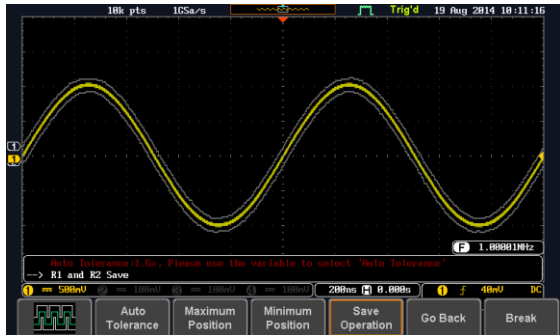 10k pts 1GSa/s Trig'd 19 Aug 2014 10:11:16
1
1
F 1.00001MHz
Auto Tolerance:1.6%, Please use the variable to select 'Auto Tolerance'
--> R1 and R2 Save
1 500mV 2 100mV 3 100mV 4 100mV 200ns H 0.000s 1 40mV DC
Auto Tolerance
Maximum Position
Minimum Position
Save Operation
Go Back
Break